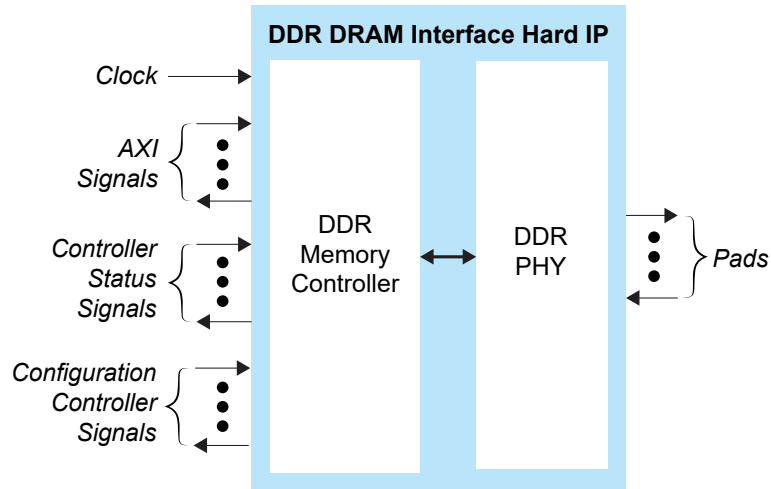 DDR DRAM Interface Hard IP
Clock
AXI
Signals
Controller
Status
Signals
Configuration
Controller
Signals
DDR
Memory
Controller
DDR
PHY
Pads